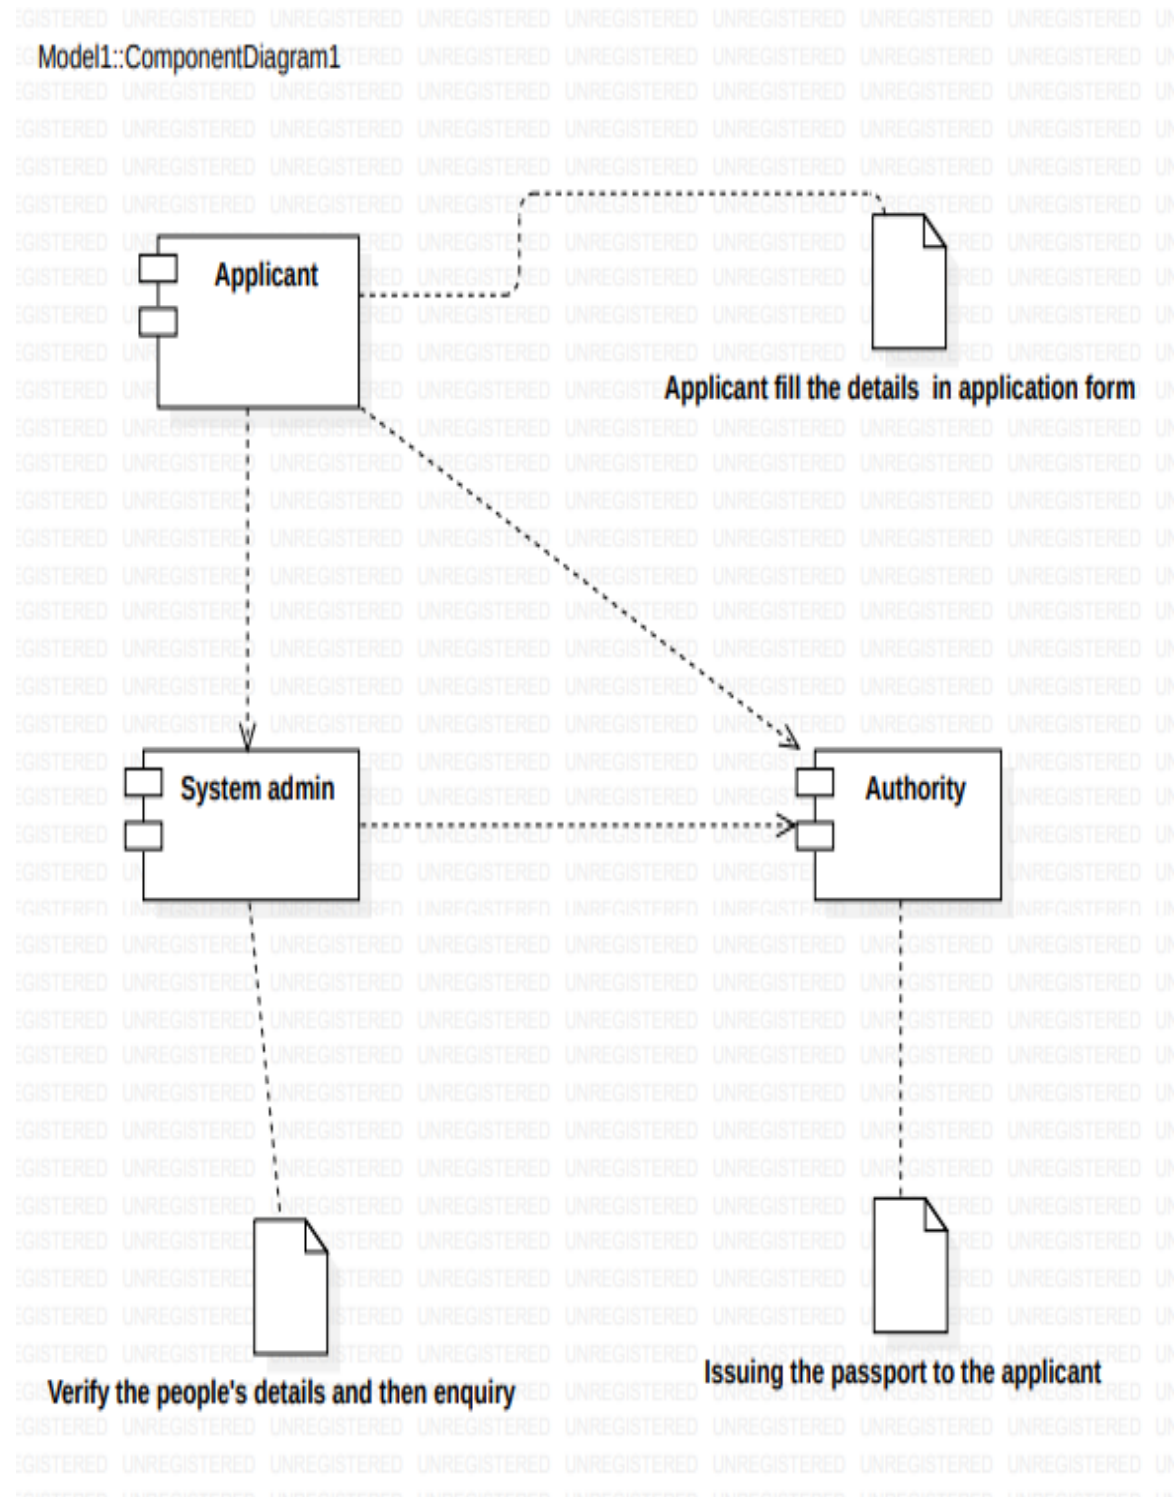 Model1::ComponentDiagram1
Applicant
Applicant fill the details  in application form
System admin
Authority
Issuing the passport to the applicant
Verify the people's details and then enquiry